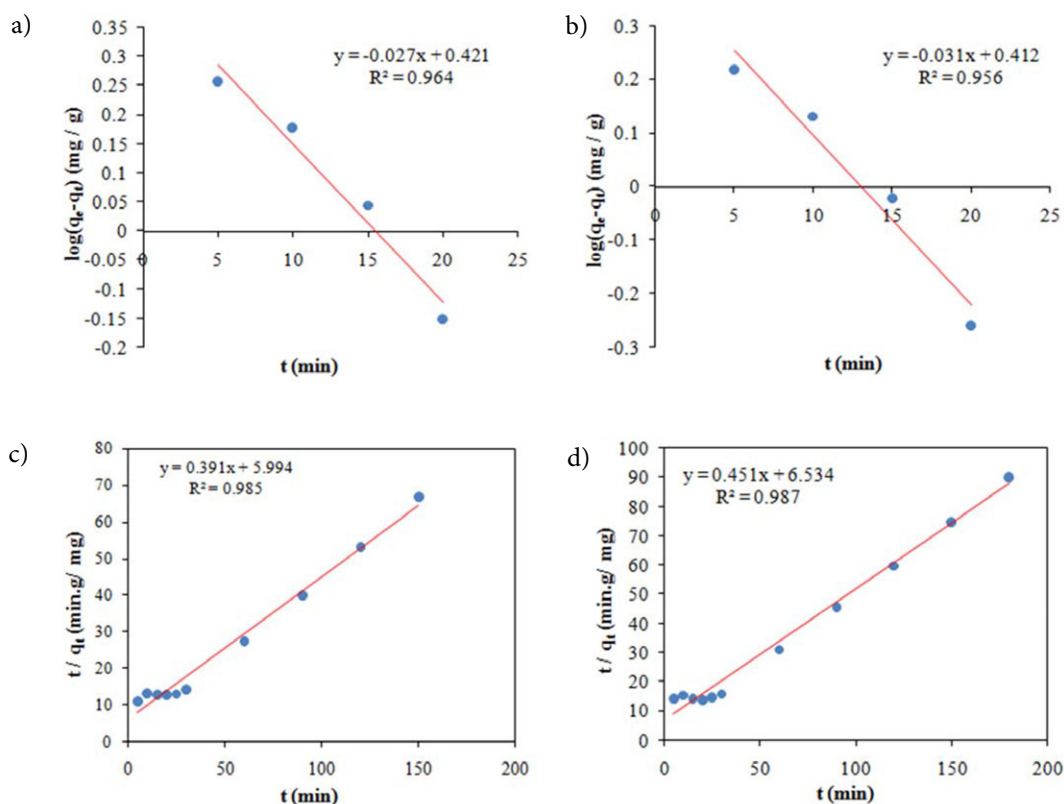 a)
y = -0.027x + 0.421
R² = 0.964
log(qₑ-qₜ) (mg / g)
0.35
0.3
0.25
0.2
0.15
0.1
0.05
0
-0.05
-0.1
-0.15
-0.2
0 5 10 15 20 25
t (min)
b)
y = -0.031x + 0.412
R² = 0.956
log(qₑ-qₜ) (mg / g)
0.3
0.2
0.1
0
-0.1
-0.2
-0.3
0 5 10 15 20 25
t (min)
c)
y = 0.391x + 5.994
R² = 0.985
t / qₜ (min.g/ mg)
80
70
60
50
40
30
20
10
0
0 50 100 150 200
t (min)
d)
y = 0.451x + 6.534
R² = 0.987
t / qₜ (min.g/ mg)
100
90
80
70
60
50
40
30
20
10
0
0 50 100 150 200
t (min)